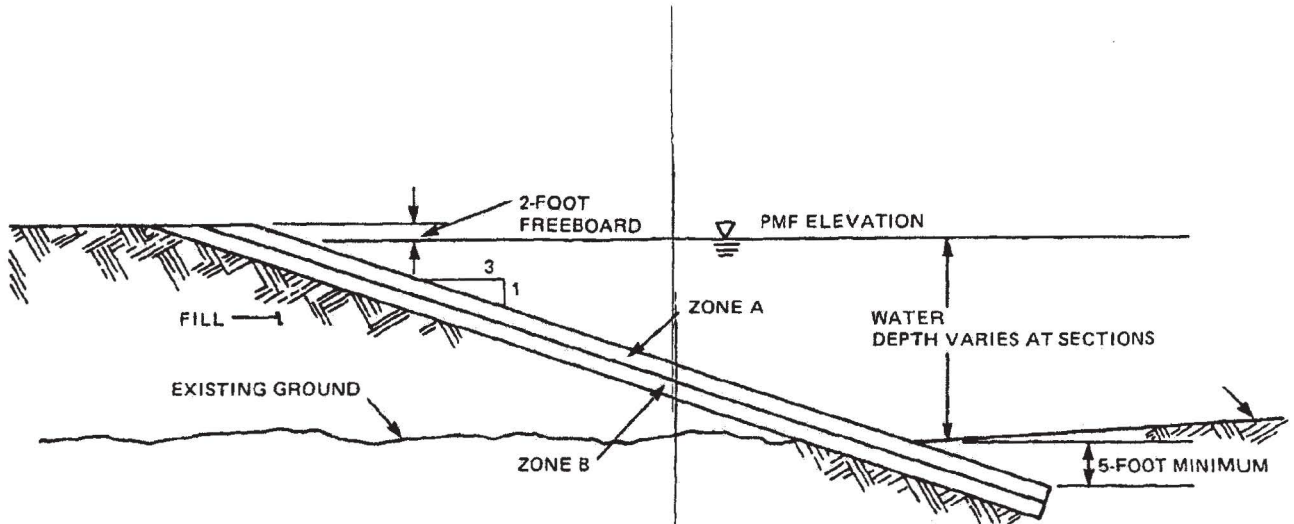 2-FOOT
FREEBOARD
PMF ELEVATION
3
1
FILL
ZONE A
WATER
DEPTH VARIES AT SECTIONS
EXISTING GROUND
ZONE B
5-FOOT MINIMUM